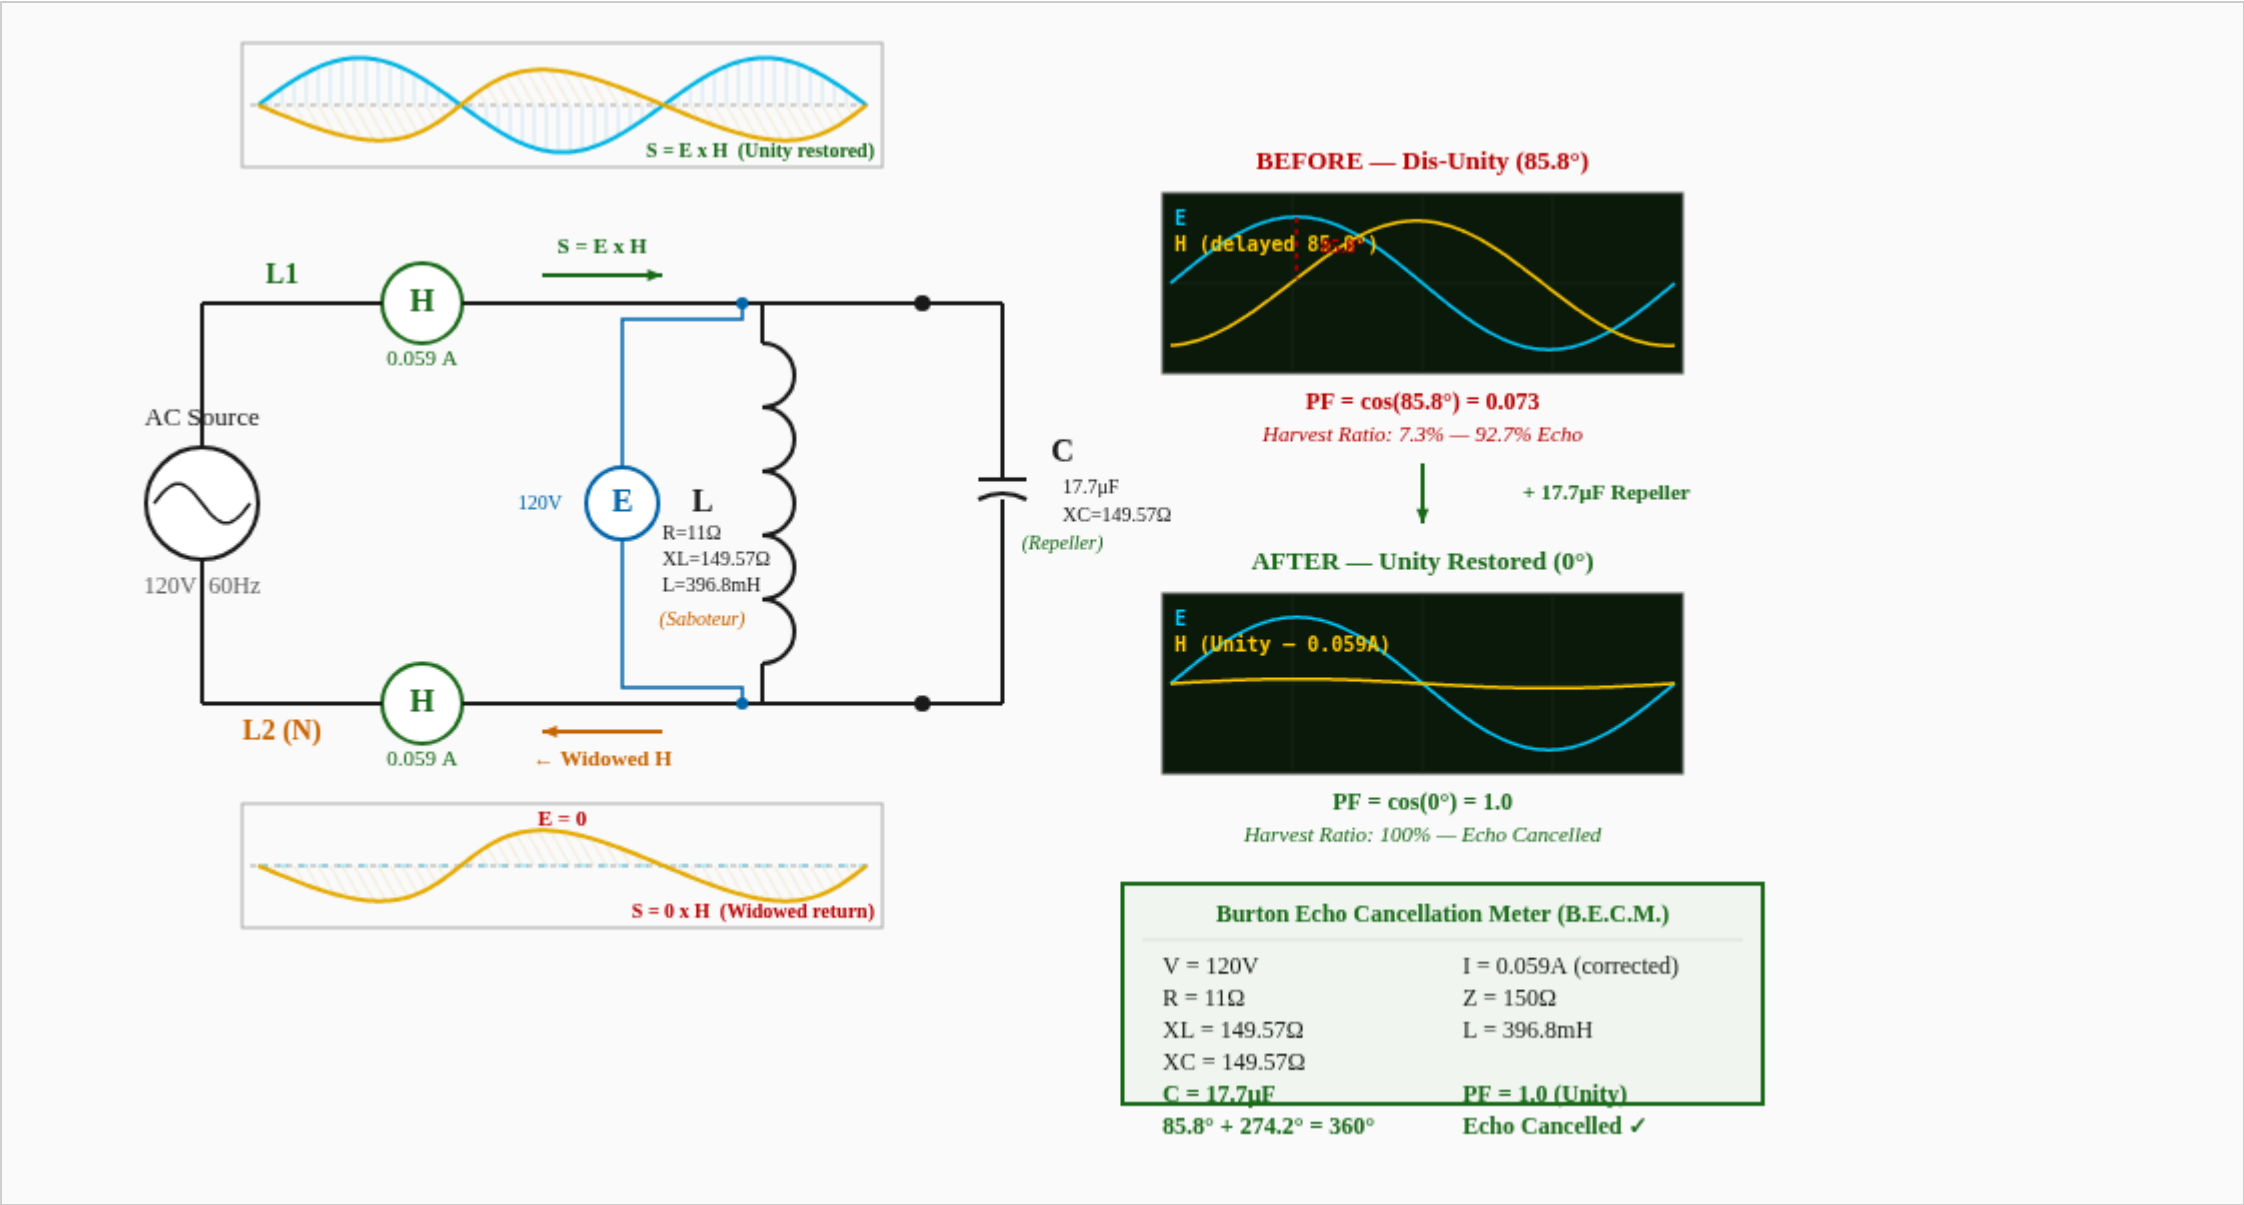 S = E x H (Unity restored)
S = E x H
L1
H
0.059 A
AC Source
120V 60Hz
120V
E
L
R=11Ω
XL=149.57Ω
L=396.8mH
(Saboteur)
C
17.7µF
XC=149.57Ω
(Repeller)
H
L2 (N)
0.059 A
← Widowed H
E = 0
S = 0 x H (Widowed return)
BEFORE — Dis-Unity (85.8°)
E
H (delayed 85.8°)
PF = cos(85.8°) = 0.073
Harvest Ratio: 7.3% — 92.7% Echo
+ 17.7µF Repeller
AFTER — Unity Restored (0°)
E
H (Unity — 0.059A)
PF = cos(0°) = 1.0
Harvest Ratio: 100% — Echo Cancelled
Burton Echo Cancellation Meter (B.E.C.M.)
V = 120V I = 0.059A (corrected)
R = 11Ω Z = 150Ω
XL = 149.57Ω L = 396.8mH
XC = 149.57Ω
C = 17.7µF PF = 1.0 (Unity)
85.8° + 274.2° = 360° Echo Cancelled ✓